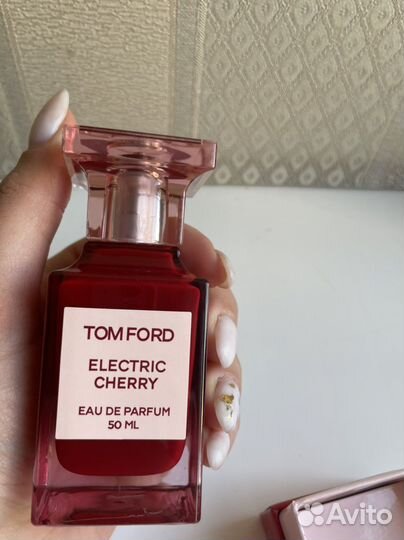 TOM FORD
ELECTRIC
CHERRY
EAU DE PARFUM
50 ML
Avito